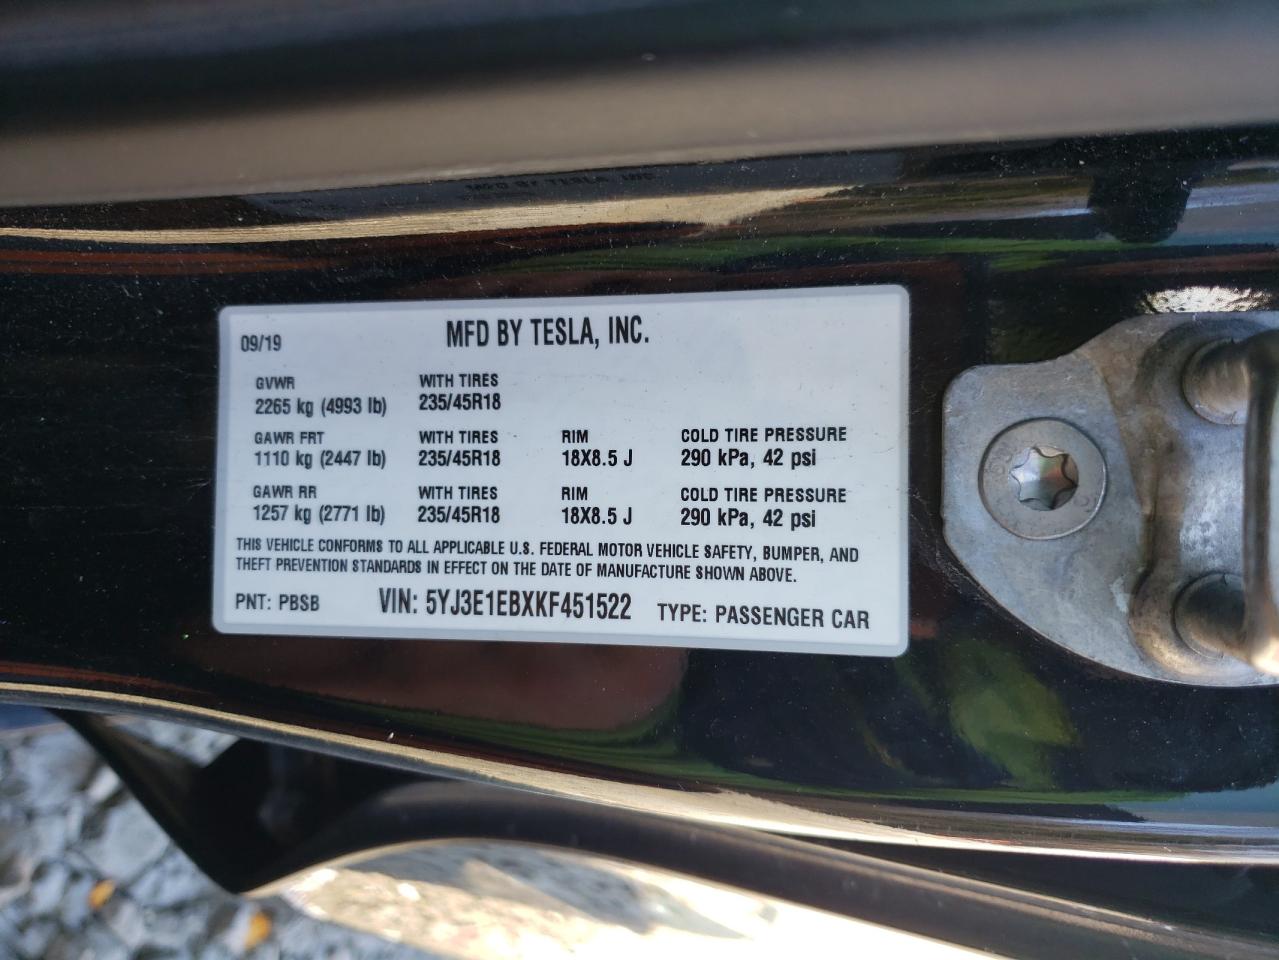 09/19 MFD BY TESLA, INC.
GVWR WITH TIRES
2265 kg (4993 lb) 235/45R18
GAWR FRT WITH TIRES RIM COLD TIRE PRESSURE
1110 kg (2447 lb) 235/45R18 18X8.5 J 290 kPa, 42 psi
GAWR RR WITH TIRES RIM COLD TIRE PRESSURE
1257 kg (2771 lb) 235/45R18 18X8.5 J 290 kPa, 42 psi
THIS VEHICLE CONFORMS TO ALL APPLICABLE U.S. FEDERAL MOTOR VEHICLE SAFETY, BUMPER, AND
THEFT PREVENTION STANDARDS IN EFFECT ON THE DATE OF MANUFACTURE SHOWN ABOVE.
PNT: PBSB VIN: 5YJ3E1EBXKF451522 TYPE: PASSENGER CAR